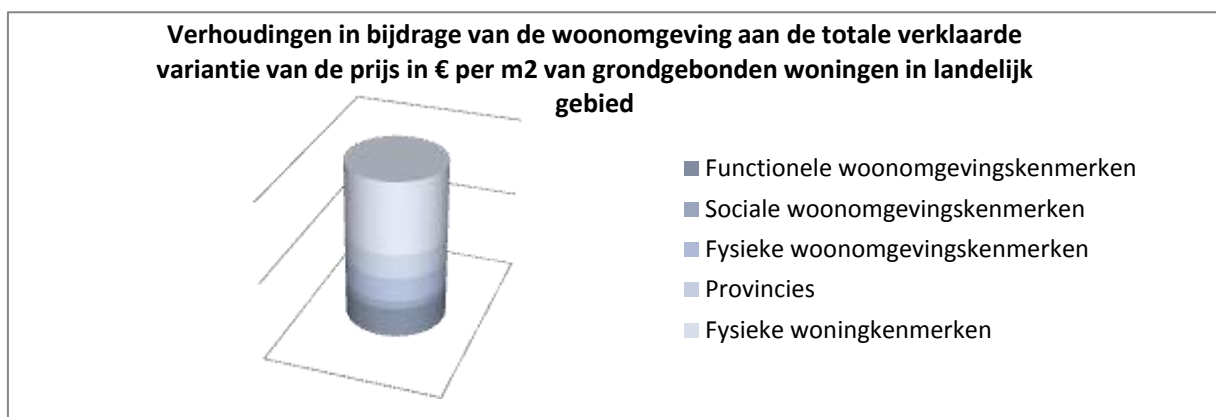 Verhoudingen in bijdrage van de woonomgeving aan de totale verklaarde
variantie van de prijs in € per m2 van grondgebonden woningen in landelijk
gebied
Functionele woonomgevingskenmerken
Sociale woonomgevingskenmerken
Fysieke woonomgevingskenmerken
Provincies
Fysieke woningkenmerken